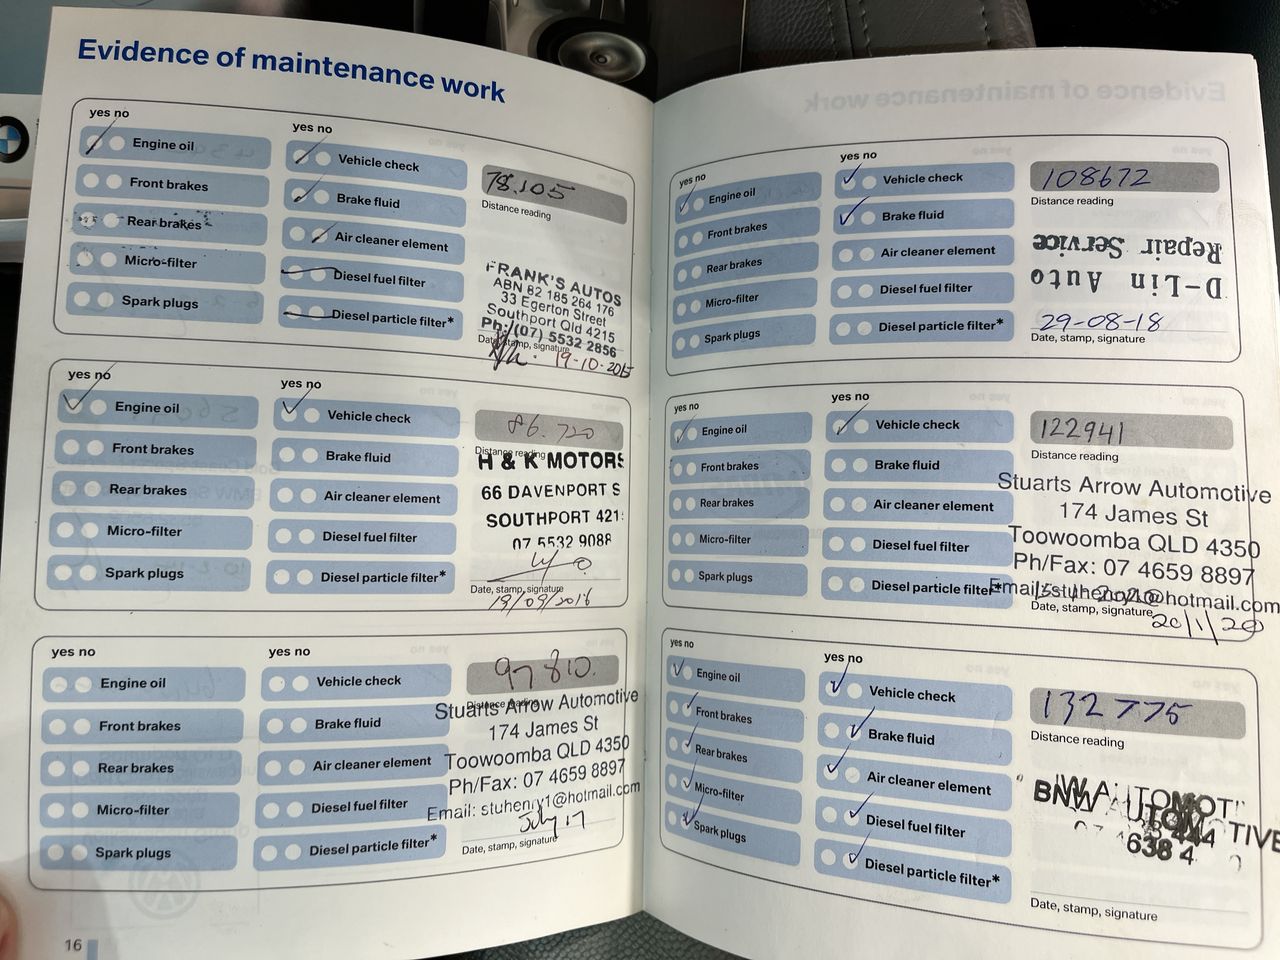 Evidence of maintenance work
yes no
yes no
Engine oil
Vehicle check
78.105
Distance reading
Front brakes
Brake fluid
Rear brakes
Air cleaner element
Micro-filter
Diesel fuel filter
Spark plugs
Diesel particle filter*
FRANK'S AUTOS
ABN 82 185 264 176
33 Egerton Street
Southport Qld 4215
Ph:/(07) 5532 2856
Date, stamp, signature
19-10-2015
yes no
yes no
Engine oil
Vehicle check
86.720
Distance reading
Front brakes
Brake fluid
Rear brakes
Air cleaner element
Micro-filter
Diesel fuel filter
Spark plugs
Diesel particle filter*
H & K MOTORS
66 DAVENPORT S
SOUTHPORT 421
07 5532 9088
Date, stamp, signature
19/09/2016
yes no
yes no
Engine oil
Vehicle check
97810.
Distance reading
Front brakes
Brake fluid
Rear brakes
Air cleaner element
Micro-filter
Diesel fuel filter
Spark plugs
Diesel particle filter*
Stuarts Arrow Automotive
174 James St
Toowoomba QLD 4350
Ph/Fax: 07 4659 8897
Email: stuhenry1@hotmail.com
July 17
Date, stamp, signature
16
Evidence of maintenance work
yes no
yes no
Engine oil
Vehicle check
108672
Distance reading
Front brakes
Brake fluid
Rear brakes
Air cleaner element
Micro-filter
Diesel fuel filter
Spark plugs
Diesel particle filter*
D-Lin Auto
Repair Service
29-08-18
Date, stamp, signature
yes no
yes no
Engine oil
Vehicle check
122941
Distance reading
Front brakes
Brake fluid
Rear brakes
Air cleaner element
Micro-filter
Diesel fuel filter
Spark plugs
Diesel particle filter*
Stuarts Arrow Automotive
174 James St
Toowoomba QLD 4350
Ph/Fax: 07 4659 8897
Email: stuhenry1@hotmail.com
Date, stamp, signature
20/1/20
yes no
yes no
Engine oil
Vehicle check
132775
Distance reading
Front brakes
Brake fluid
Rear brakes
Air cleaner element
Micro-filter
Diesel fuel filter
Spark plugs
Diesel particle filter*
Date, stamp, signature